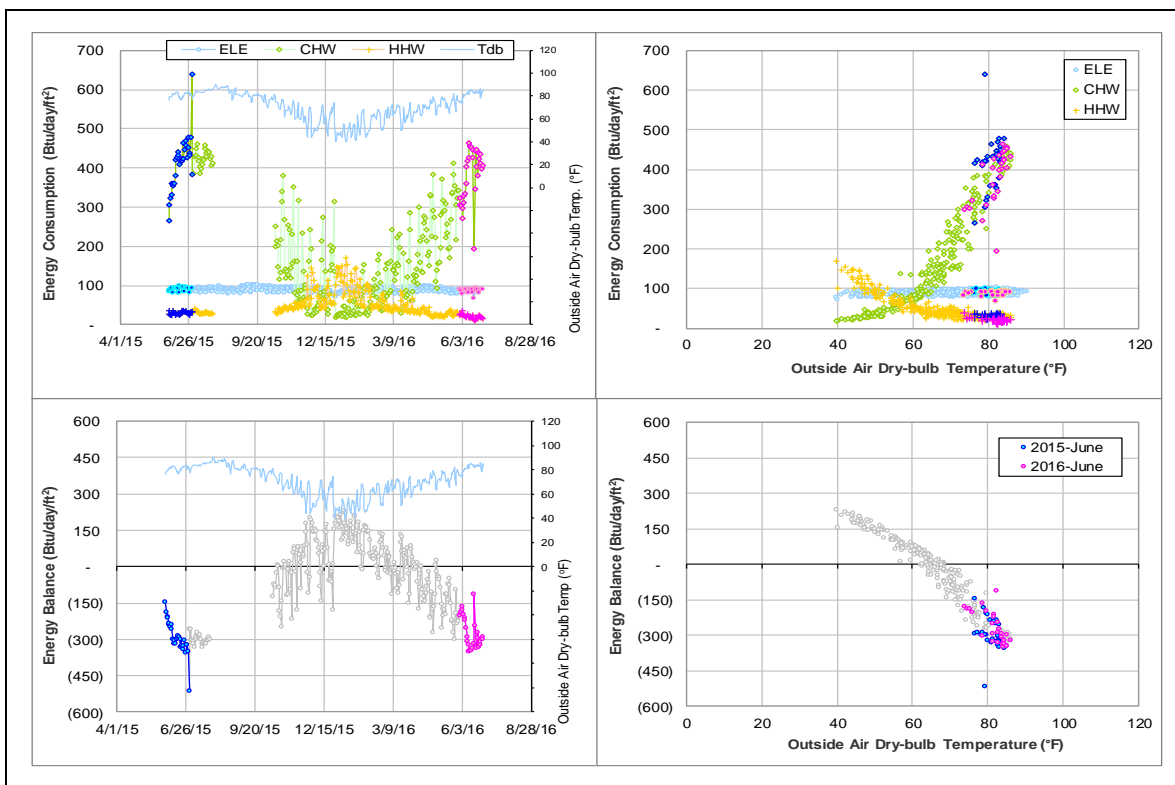 ELE CHW HHW Tdb
Energy Consumption (Btu/day/ft²)
700
600
500
400
300
200
100
-
120
100
80
60
40
20
0
Outside Air Dry-bulb Temp. (°F)
4/1/15 6/26/15 9/20/15 12/15/15 3/9/16 6/3/16 8/28/16
Energy Consumption (Btu/day/ft²)
700
600
500
400
300
200
100
-
ELE
CHW
HHW
0 20 40 60 80 100 120
Outside Air Dry-bulb Temperature (°F)
Energy Balance (Btu/day/ft²)
600
450
300
150
-
(150)
(300)
(450)
(600)
120
100
80
60
40
20
0
Outside Air Dry-bulb Temp (°F)
4/1/15 6/26/15 9/20/15 12/15/15 3/9/16 6/3/16 8/28/16
Energy Balance (Btu/day/ft²)
600
450
300
150
-
(150)
(300)
(450)
(600)
2015-June
2016-June
0 20 40 60 80 100 120
Outside Air Dry-bulb Temperature (°F)